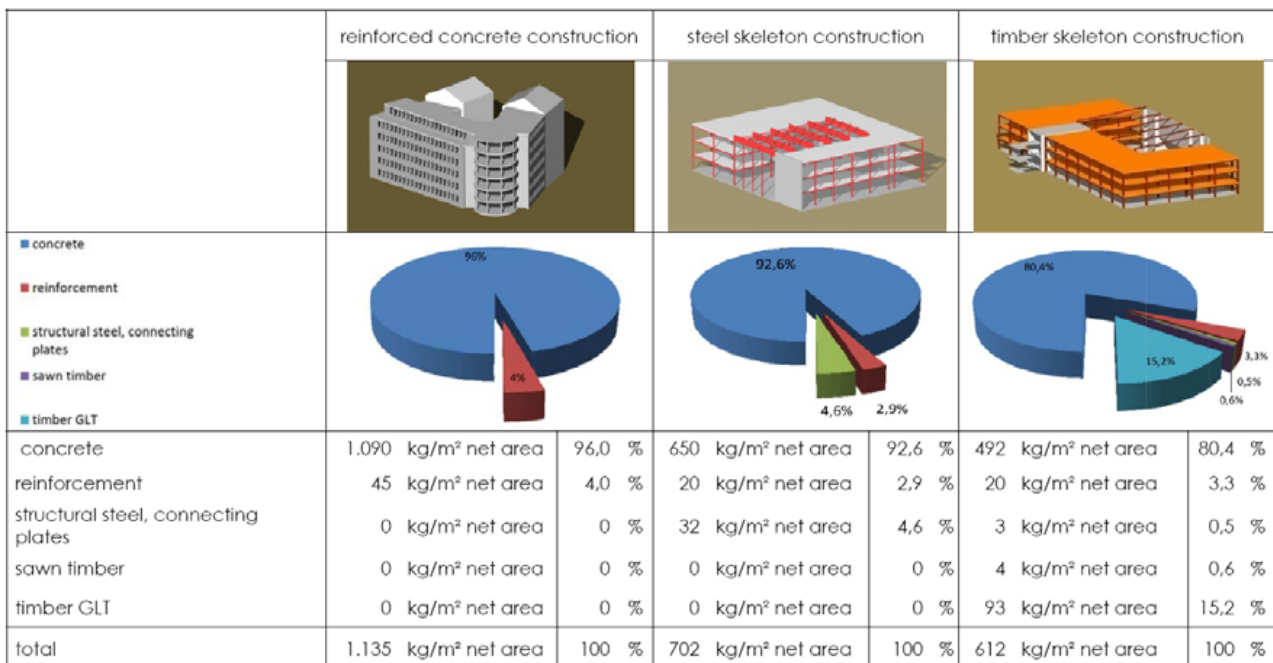 reinforced concrete construction steel skeleton construction timber skeleton construction
concrete
reinforcement
structural steel, connecting
plates
sawn timber
timber GLT
96%
4%
92,6%
4,6%
2,9%
80,4%
15,2%
3,3%
0,5%
0,6%
concrete 1.090 kg/m² net area 96,0 % 650 kg/m² net area 92,6 % 492 kg/m² net area 80,4 %
reinforcement 45 kg/m² net area 4,0 % 20 kg/m² net area 2,9 % 20 kg/m² net area 3,3 %
structural steel, connecting
plates 0 kg/m² net area 0 % 32 kg/m² net area 4,6 % 3 kg/m² net area 0,5 %
sawn timber 0 kg/m² net area 0 % 0 kg/m² net area 0 % 4 kg/m² net area 0,6 %
timber GLT 0 kg/m² net area 0 % 0 kg/m² net area 0 % 93 kg/m² net area 15,2 %
total 1.135 kg/m² net area 100 % 702 kg/m² net area 100 % 612 kg/m² net area 100 %